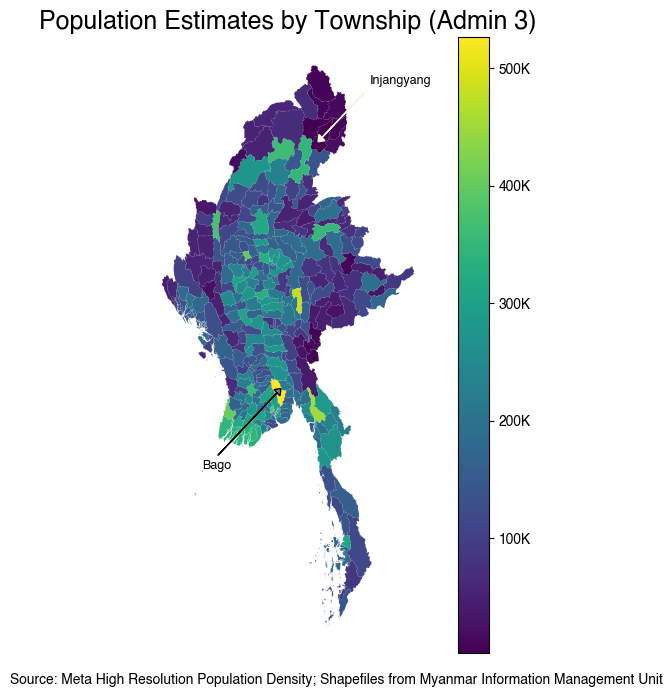 Population Estimates by Township (Admin 3)
Injangyang
500K
400K
300K
200K
100K
Bago
Source: Meta High Resolution Population Density; Shapefiles from Myanmar Information Management Unit